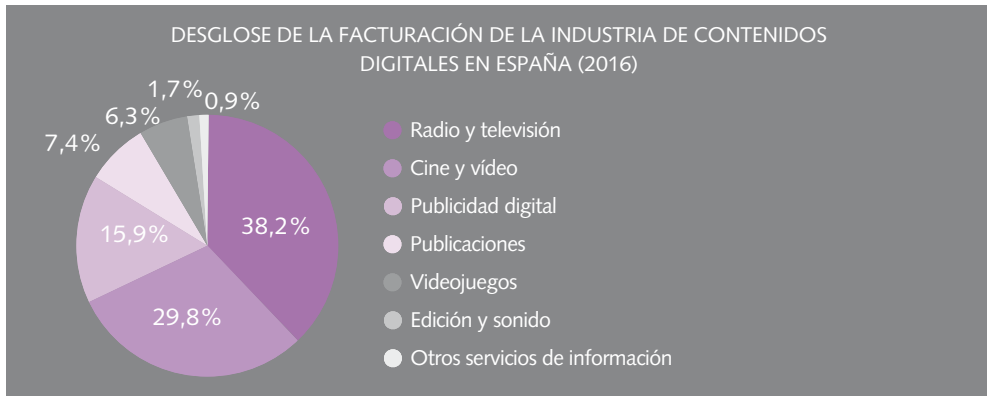 DESGLOSE DE LA FACTURACIÓN DE LA INDUSTRIA DE CONTENIDOS
DIGITALES EN ESPAÑA (2016)
1,7%
0,9%
6,3%
7,4%
15,9%
38,2%
29,8%
Radio y televisión
Cine y vídeo
Publicidad digital
Publicaciones
Videojuegos
Edición y sonido
Otros servicios de información